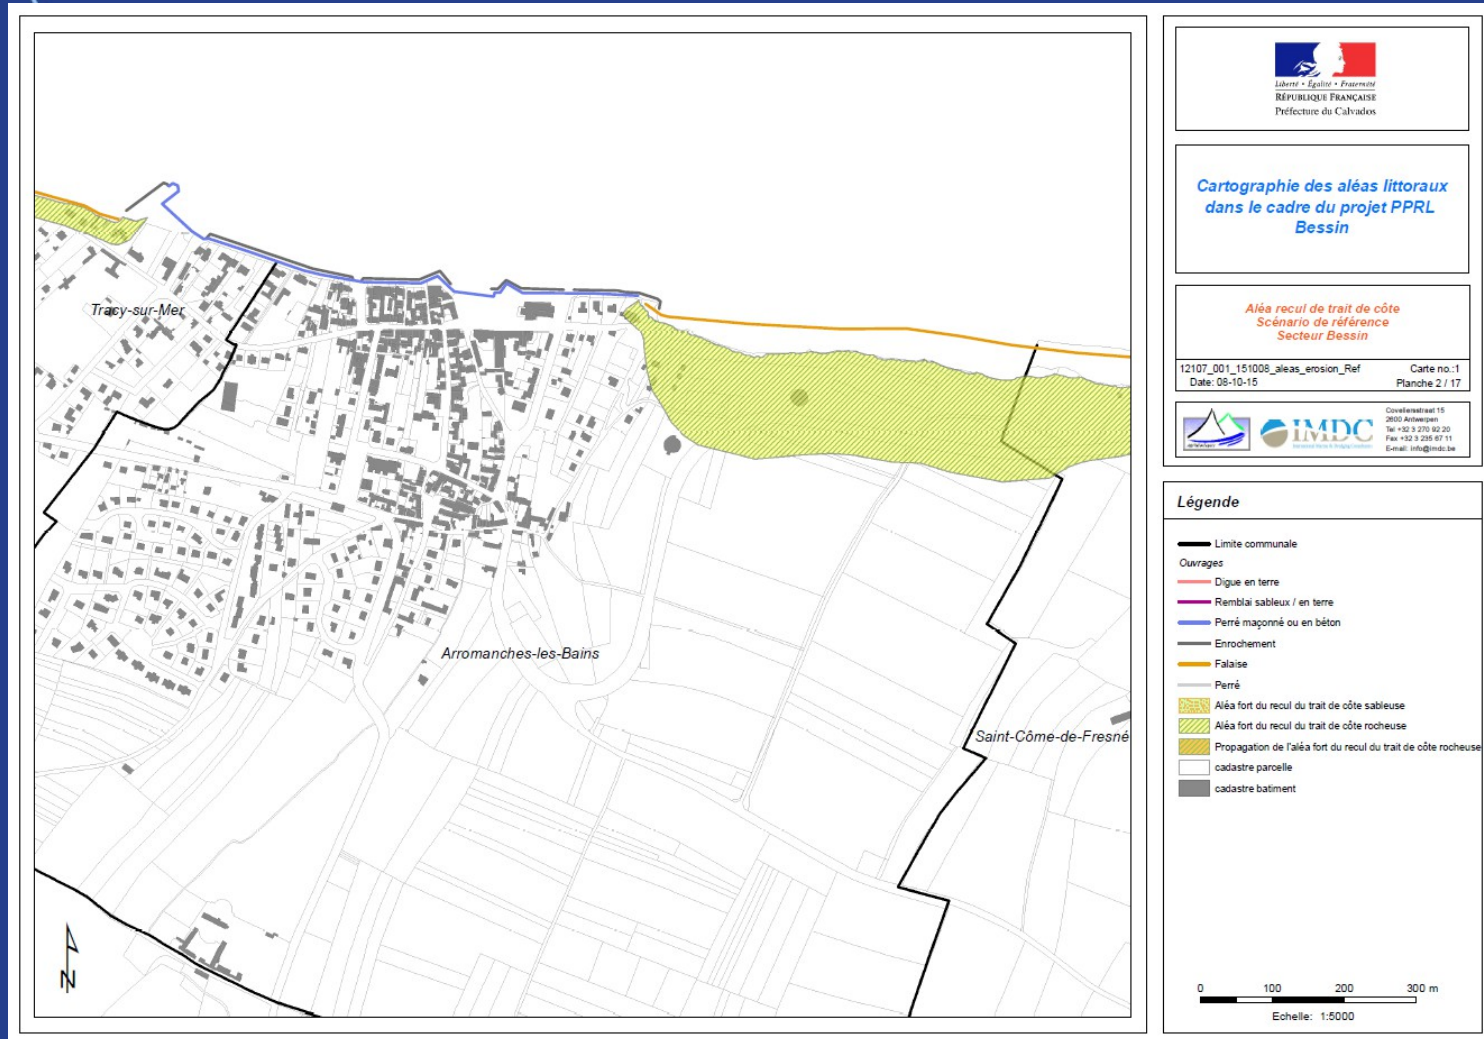 Tracy-sur-Mer
Arromanches-les-Bains
Saint-Côme-de-Fresné
N
Liberté • Égalité • Fraternité
RÉPUBLIQUE FRANÇAISE
Préfecture du Calvados
Cartographie des aléas littoraux
dans le cadre du projet PPRL
Bessin
Aléa recul de trait de côte
Scénario de référence
Secteur Bessin
12107_001_151008_aleas_erosion_Ref Carte no.:1
Date: 08-10-15 Planche 2 / 17
IMDC
Coveliersstraat 15
2600 Antwerpen
Tel +32 3 270 92 20
Fax +32 3 235 67 11
E-mail: info@imdc.be
Légende
Limite communale
Ouvrages
Digue en terre
Remblai sableux / en terre
Perré maçonné ou en béton
Enrochement
Falaise
Perré
Aléa fort du recul du trait de côte sableuse
Aléa fort du recul du trait de côte rocheuse
Propagation de l'aléa fort du recul du trait de côte rocheuse
cadastre parcelle
cadastre batiment
0 100 200 300 m
Echelle: 1:5000